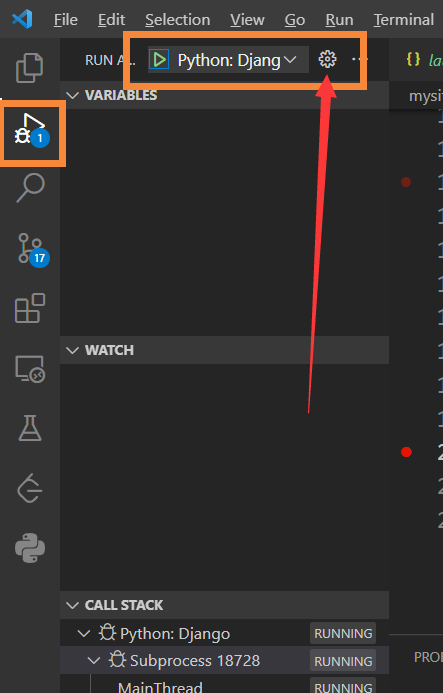 File Edit Selection View Go Run Terminal
RUN A... Python: Djang ...
la
VARIABLES
mysi
1
17
WATCH
CALL STACK
Python: Django RUNNING
Subprocess 18728 RUNNING
MainThread RUNNING
PRO